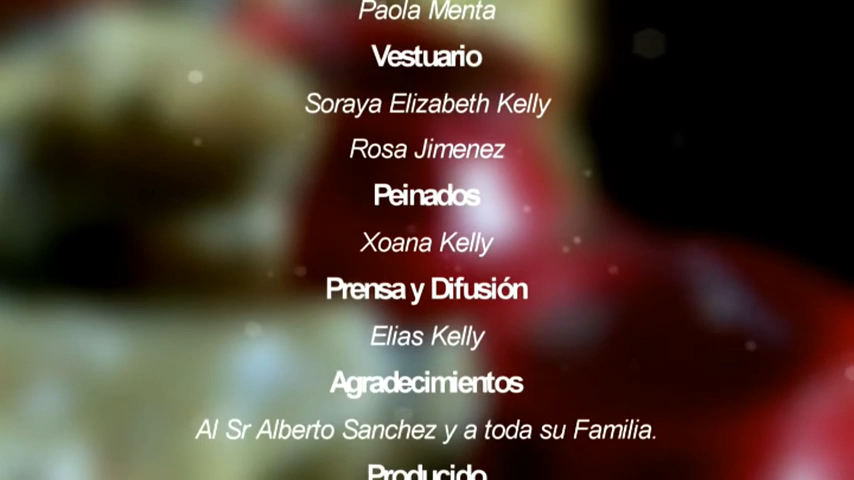 Paola Menta
Vestuario
Soraya Elizabeth Kelly
Rosa Jimenez
Peinados
Xoana Kelly
Prensa y Difusión
Elias Kelly
Agradecimientos
Al Sr Alberto Sanchez y a toda su Familia.
Producido